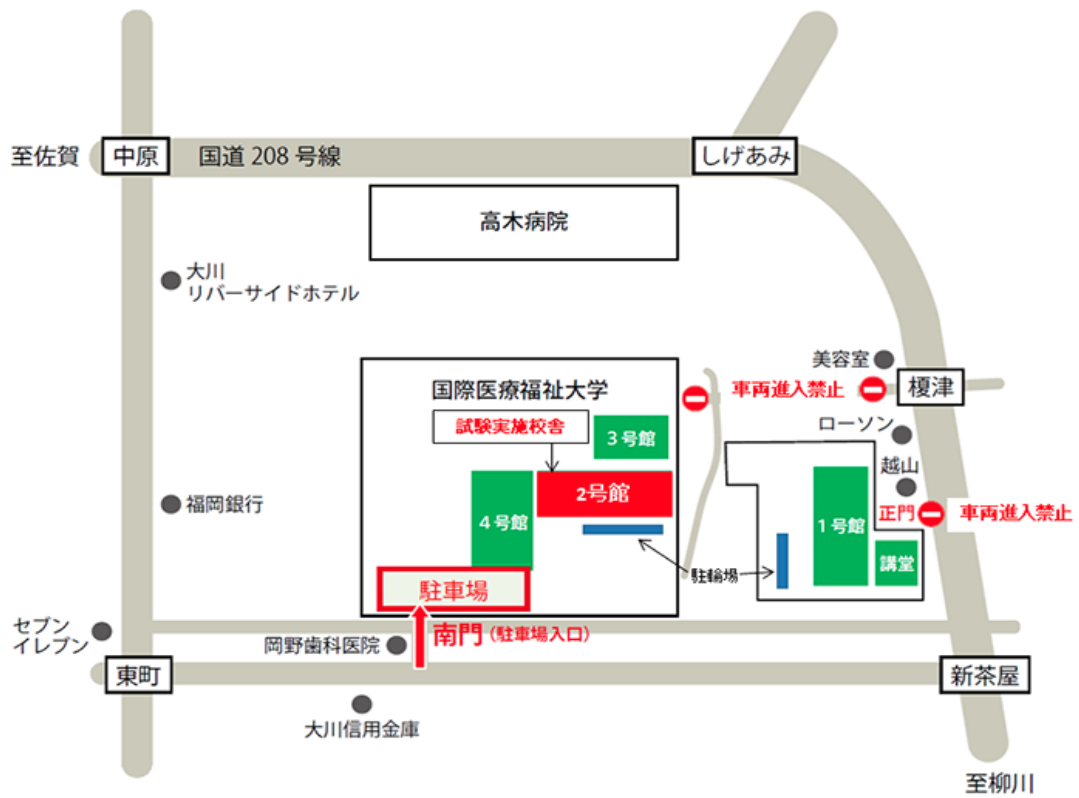 至佐賀
中原
国道 208 号線
しげあみ
高木病院
大川
リバーサイドホテル
美容室
車両進入禁止
榎津
国際医療福祉大学
試験実施校舎
3号館
ローソン
越山
2号館
福岡銀行
4号館
1号館
正門
車両進入禁止
講堂
駐輪場
駐車場
セブン
イレブン
岡野歯科医院
南門(駐車場入口)
東町
新茶屋
大川信用金庫
至柳川